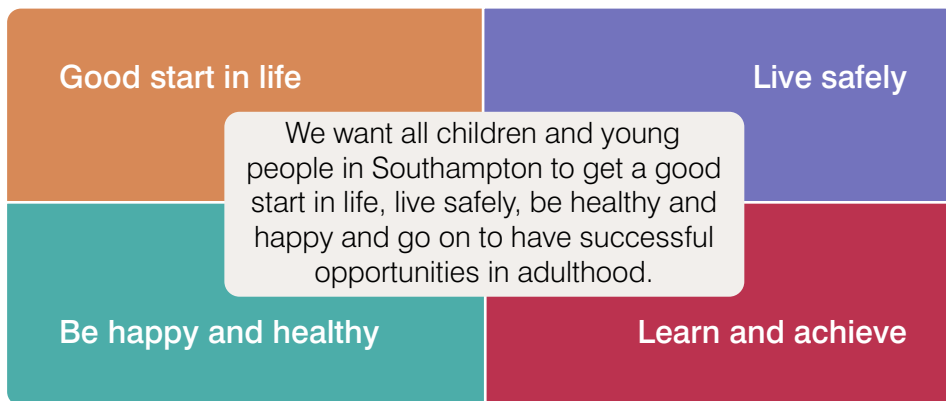 Good start in life
Live safely
We want all children and young
people in Southampton to get a good
start in life, live safely, be healthy and
happy and go on to have successful
opportunities in adulthood.
Be happy and healthy
Learn and achieve